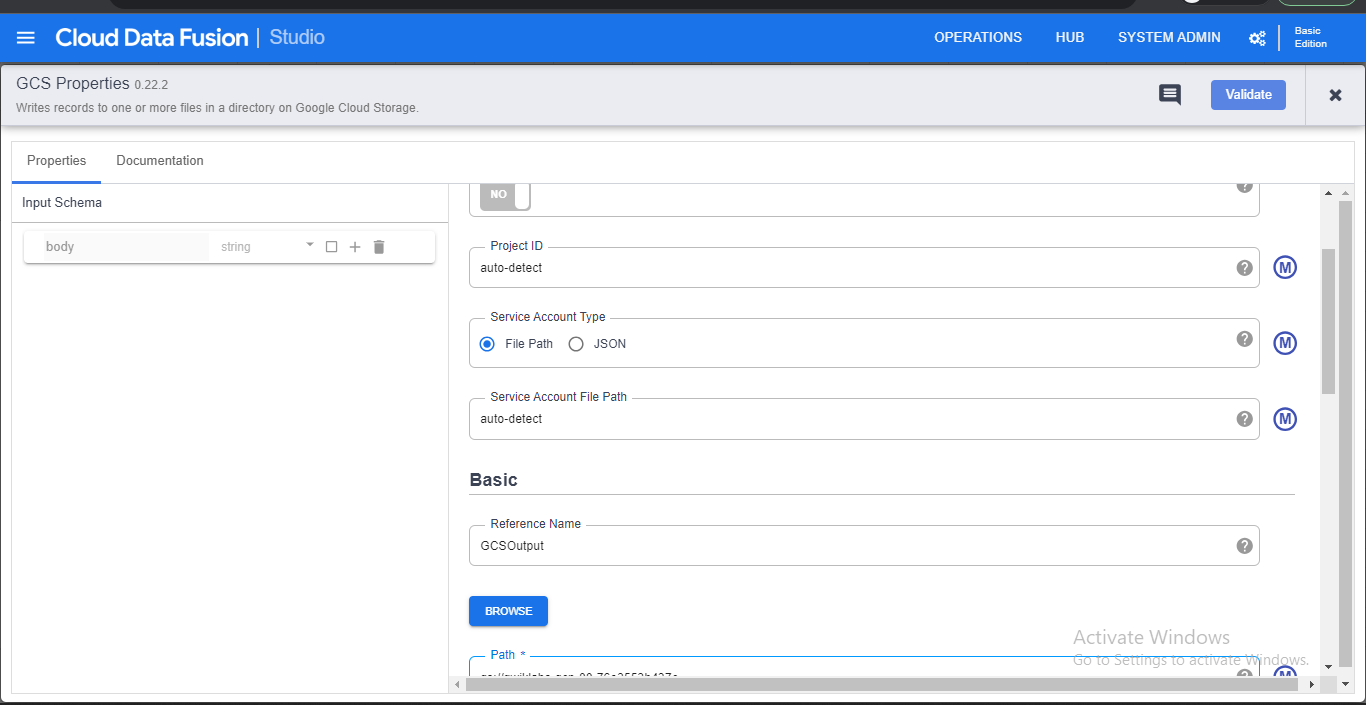 Cloud Data Fusion | Studio
OPERATIONS
HUB
SYSTEM ADMIN
Basic
Edition
GCS Properties 0.22.2
Writes records to one or more files in a directory on Google Cloud Storage.
Validate
Properties
Documentation
Input Schema
body
string
NO
?
Project ID
auto-detect
?
M
Service Account Type
File Path
JSON
?
M
Service Account File Path
auto-detect
?
M
Basic
Reference Name
GCSOutput
?
BROWSE
Path *
Activate Windows
Go to Settings to activate Windows.